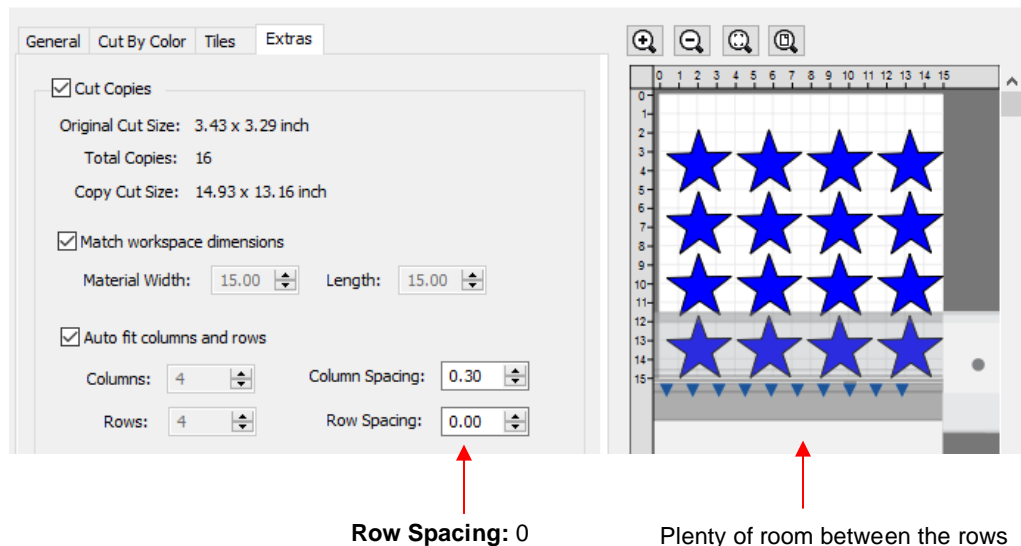 General Cut By Color Tiles Extras
Cut Copies
Original Cut Size: 3.43 x 3.29 inch
Total Copies: 16
Copy Cut Size: 14.93 x 13.16 inch
Match workspace dimensions
Material Width: 15.00 Length: 15.00
Auto fit columns and rows
Columns: 4 Column Spacing: 0.30
Rows: 4 Row Spacing: 0.00
0 1 2 3 4 5 6 7 8 9 10 11 12 13 14 15
0
1
2
3
4
5
6
7
8
9
10
11
12
13
14
15
Row Spacing: 0
Plenty of room between the rows